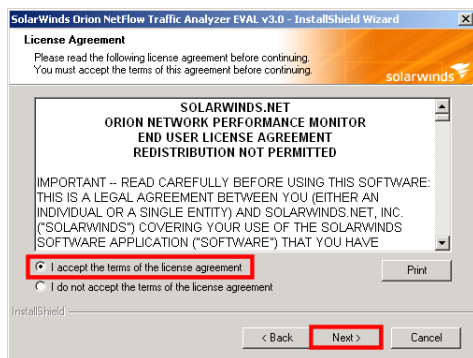 SolarWinds Orion NetFlow Traffic Analyzer EVAL v3.0 - InstallShield Wizard
License Agreement
Please read the following license agreement before continuing.
You must accept the terms of this agreement before continuing.
solarwinds
SOLARWINDS.NET
ORION NETWORK PERFORMANCE MONITOR
END USER LICENSE AGREEMENT
REDISTRIBUTION NOT PERMITTED
IMPORTANT -- READ CAREFULLY BEFORE USING THIS SOFTWARE:
THIS IS A LEGAL AGREEMENT BETWEEN YOU (EITHER AN
INDIVIDUAL OR A SINGLE ENTITY) AND SOLARWINDS.NET, INC.
("SOLARWINDS") COVERING YOUR USE OF THE SOLARWINDS
SOFTWARE APPLICATION ("SOFTWARE") THAT YOU HAVE
I accept the terms of the license agreement
Print
I do not accept the terms of the license agreement
InstallShield
< Back
Next >
Cancel